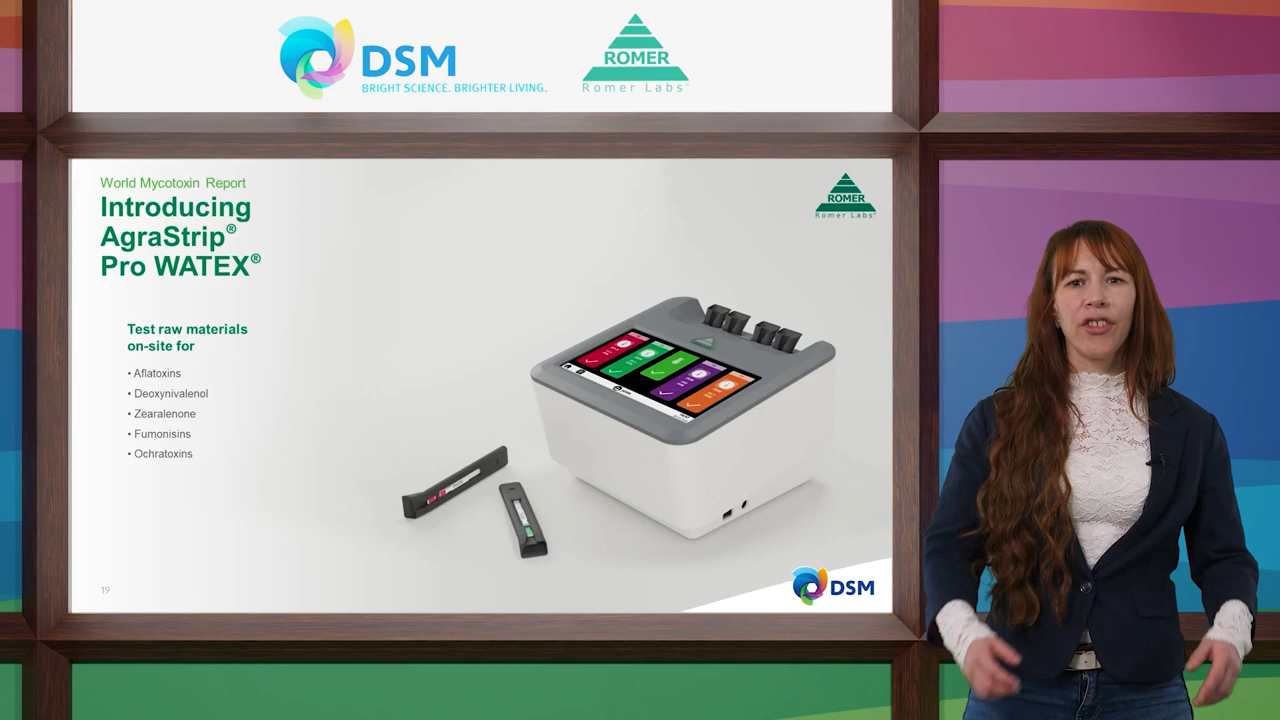 DSM
BRIGHT SCIENCE. BRIGHTER LIVING.
ROMER
Romer Labs®
World Mycotoxin Report
Introducing
AgraStrip®
Pro WATEX®
ROMER
Romer Labs®
Test raw materials
on-site for
• Aflatoxins
• Deoxynivalenol
• Zearalenone
• Fumonisins
• Ochratoxins
19
DSM